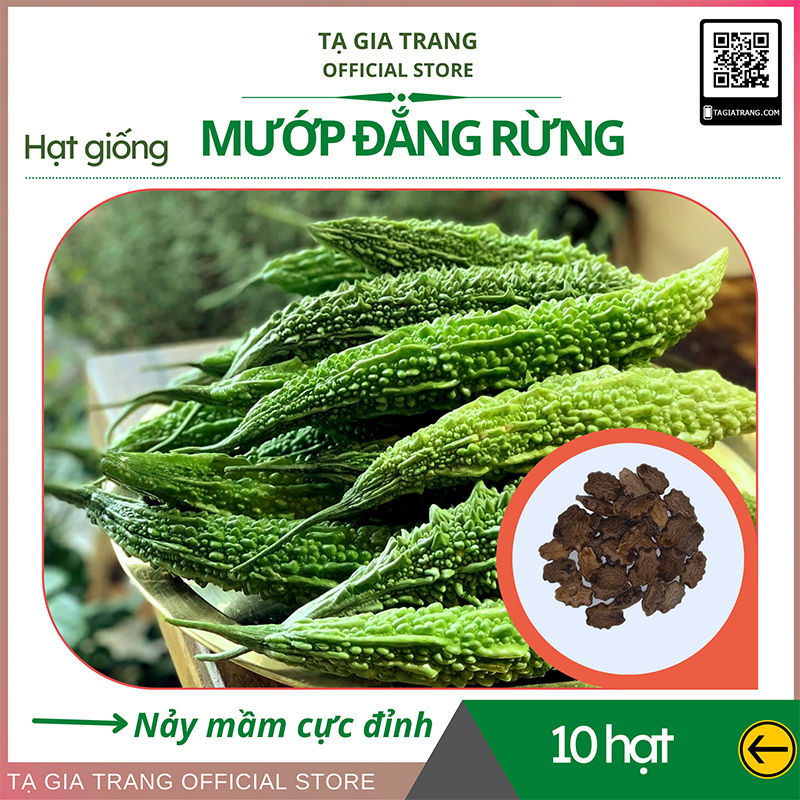 TẠ GIA TRANG
OFFICIAL STORE
TAGIATRANG.COM
Hạt giống MƯỚP ĐẮNG RỪNG
Nảy mầm cực đỉnh
10 hạt
TẠ GIA TRANG OFFICIAL STORE